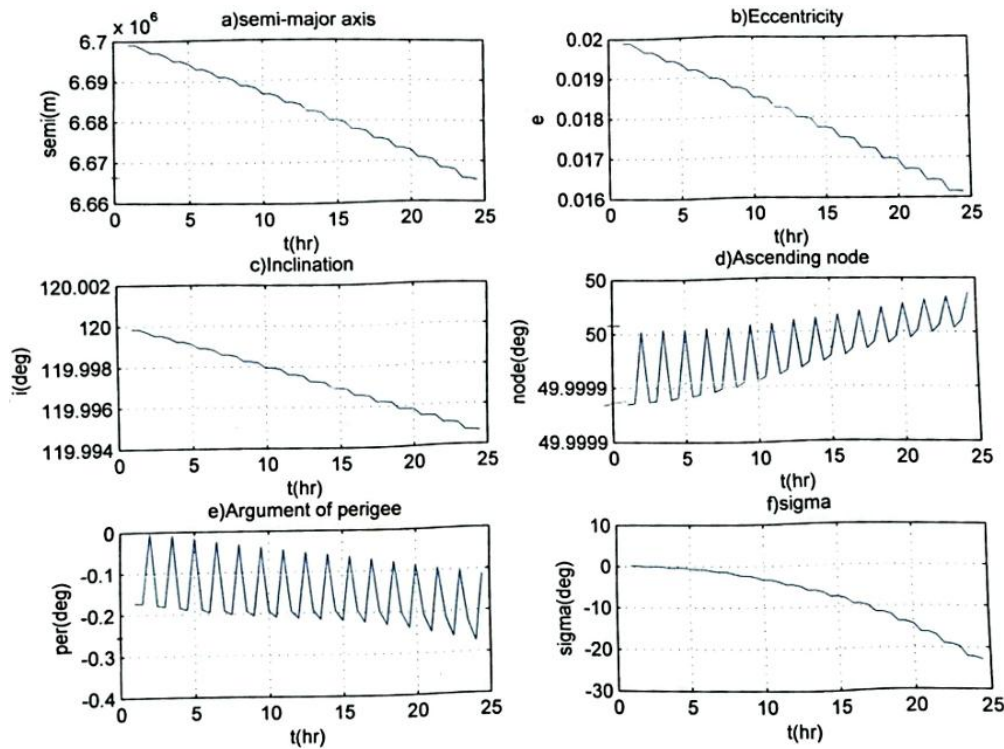 a)semi-major axis
x 10^6
6.7
6.69
6.68
6.67
6.66
semi(m)
0 5 10 15 20 25
t(hr)
b)Eccentricity
0.02
0.019
0.018
0.017
0.016
e
0 5 10 15 20 25
t(hr)
c)Inclination
120.002
120
119.998
119.996
119.994
i(deg)
0 5 10 15 20 25
t(hr)
d)Ascending node
50
50
49.9999
49.9999
node(deg)
0 5 10 15 20 25
t(hr)
e)Argument of perigee
0
-0.1
-0.2
-0.3
-0.4
per(deg)
0 5 10 15 20 25
t(hr)
f)sigma
10
0
-10
-20
-30
sigma(deg)
0 5 10 15 20 25
t(hr)